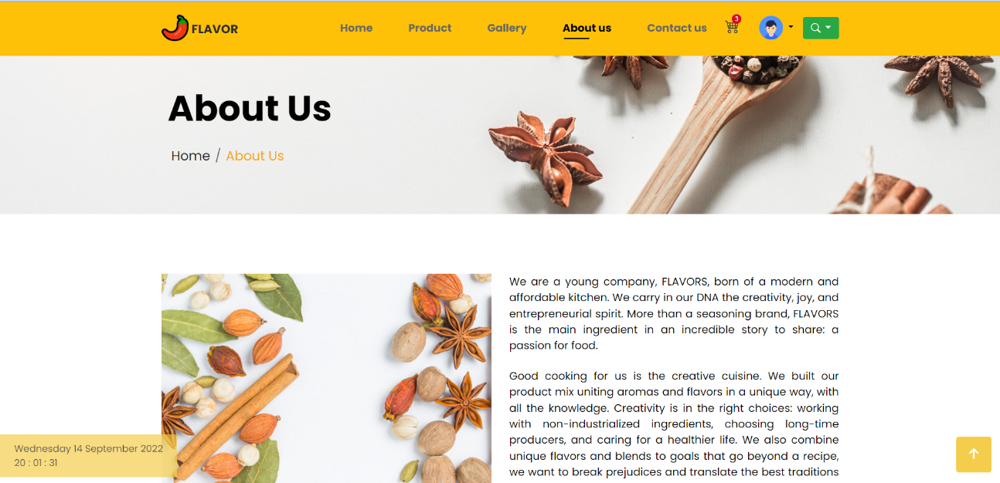 FLAVOR
Home
Product
Gallery
About us
Contact us
3
About Us
Home / About Us
We are a young company, FLAVORS, born of a modern and
affordable kitchen. We carry in our DNA the creativity, joy, and
entrepreneurial spirit. More than a seasoning brand, FLAVORS
is the main ingredient in an incredible story to share: a
passion for food.
Good cooking for us is the creative cuisine. We built our
product mix uniting aromas and flavors in a unique way, with
all the knowledge. Creativity is in the right choices: working
with non-industrialized ingredients, choosing long-time
producers, and caring for a healthier life. We also combine
unique flavors and blends to goals that go beyond a recipe,
we want to break prejudices and translate the best traditions
Wednesday 14 September 2022
20 : 01 : 31